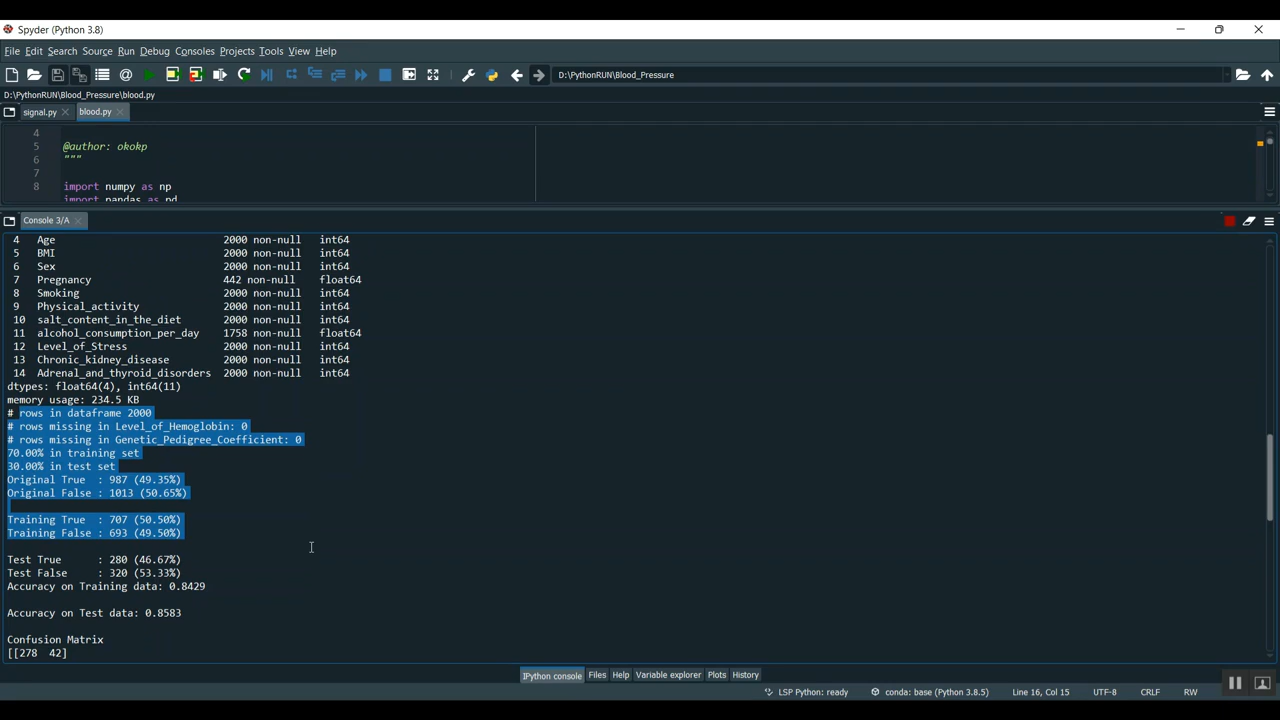 Spyder (Python 3.8)
File Edit Search Source Run Debug Consoles Projects Tools View Help
D:\PythonRUN\Blood_Pressure
D:\PythonRUN\Blood_Pressure\blood.py
signal.py blood.py
4
5 @author: okokp
6 """
7
8 import numpy as np
import pandas as pd
Console 3/A
4 Age 2000 non-null int64
5 BMI 2000 non-null int64
6 Sex 2000 non-null int64
7 Pregnancy 442 non-null float64
8 Smoking 2000 non-null int64
9 Physical_activity 2000 non-null int64
10 salt_content_in_the_diet 2000 non-null int64
11 alcohol_consumption_per_day 1758 non-null float64
12 Level_of_Stress 2000 non-null int64
13 Chronic_kidney_disease 2000 non-null int64
14 Adrenal_and_thyroid_disorders 2000 non-null int64
dtypes: float64(4), int64(11)
memory usage: 234.5 KB
# rows in dataframe 2000
# rows missing in Level_of_Hemoglobin: 0
# rows missing in Genetic_Pedigree_Coefficient: 0
70.00% in training set
30.00% in test set
Original True : 987 (49.35%)
Original False : 1013 (50.65%)
Training True : 707 (50.50%)
Training False : 693 (49.50%)
Test True : 280 (46.67%)
Test False : 320 (53.33%)
Accuracy on Training data: 0.8429
Accuracy on Test data: 0.8583
Confusion Matrix
[[278 42]
IPython console Files Help Variable explorer Plots History
LSP Python: ready conda: base (Python 3.8.5) Line 16, Col 15 UTF-8 CRLF RW